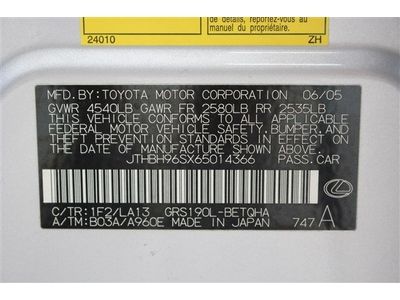 de détails, se reporter au
manuel du propriétaire.
24010 ZH
MFD. BY: TOYOTA MOTOR CORPORATION 06/05
GVWR 4540LB GAWR FR 2580LB RR 2535LB
THIS VEHICLE CONFORMS TO ALL APPLICABLE
FEDERAL MOTOR VEHICLE SAFETY, BUMPER, AND
THEFT PREVENTION STANDARDS IN EFFECT ON
THE DATE OF MANUFACTURE SHOWN ABOVE.
JTHBH96SX65014366 PASS. CAR
C/TR: 1F2/LA13 GRS190L-BETQHA
A/TM: B03A/A960E MADE IN JAPAN 747 A